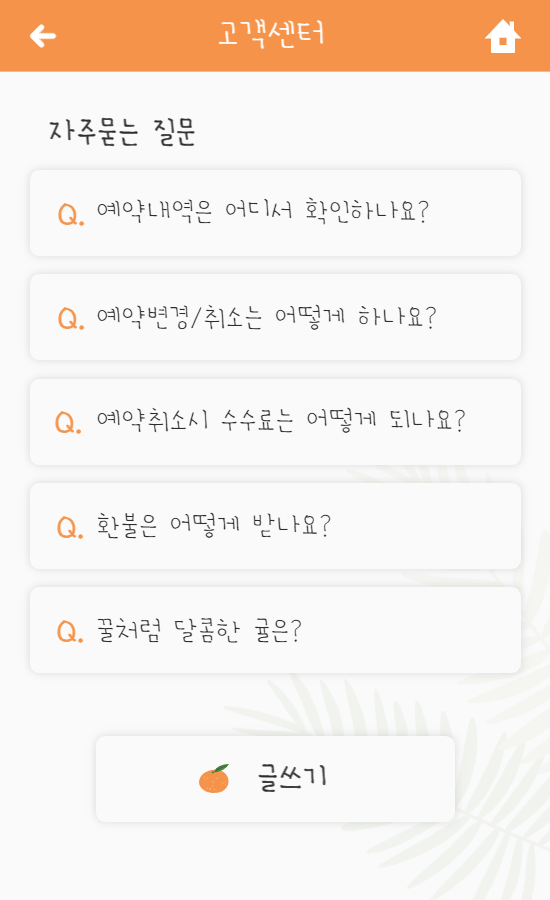 고객센터
자주묻는 질문
Q. 예약내역은 어디서 확인하나요?
Q. 예약변경/취소는 어떻게 하나요?
Q. 예약취소시 수수료는 어떻게 되나요?
Q. 환불은 어떻게 받나요?
Q. 꿀처럼 달콤한 귤은?
글쓰기